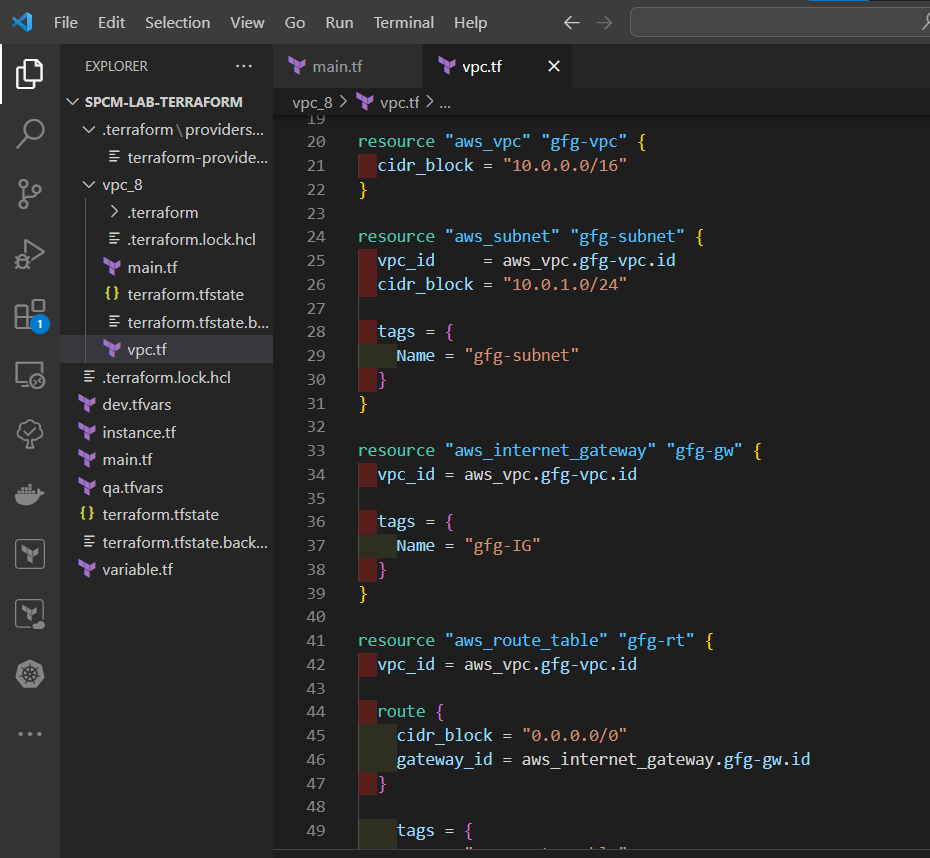 File Edit Selection View Go Run Terminal Help
EXPLORER
main.tf
vpc.tf
SPCM-LAB-TERRAFORM
.terraform\providers...
terraform-provide...
vpc_8
.terraform
.terraform.lock.hcl
main.tf
terraform.tfstate
terraform.tfstate.b...
vpc.tf
.terraform.lock.hcl
dev.tfvars
instance.tf
main.tf
qa.tfvars
terraform.tfstate
terraform.tfstate.back...
variable.tf
1
vpc_8 > vpc.tf > ...
19
20 resource "aws_vpc" "gfg-vpc" {
21 cidr_block = "10.0.0.0/16"
22 }
23
24 resource "aws_subnet" "gfg-subnet" {
25 vpc_id     = aws_vpc.gfg-vpc.id
26 cidr_block = "10.0.1.0/24"
27
28 tags = {
29 Name = "gfg-subnet"
30 }
31 }
32
33 resource "aws_internet_gateway" "gfg-gw" {
34 vpc_id = aws_vpc.gfg-vpc.id
35
36 tags = {
37 Name = "gfg-IG"
38 }
39 }
40
41 resource "aws_route_table" "gfg-rt" {
42 vpc_id = aws_vpc.gfg-vpc.id
43
44 route {
45 cidr_block = "0.0.0.0/0"
46 gateway_id = aws_internet_gateway.gfg-gw.id
47 }
48
49 tags = {